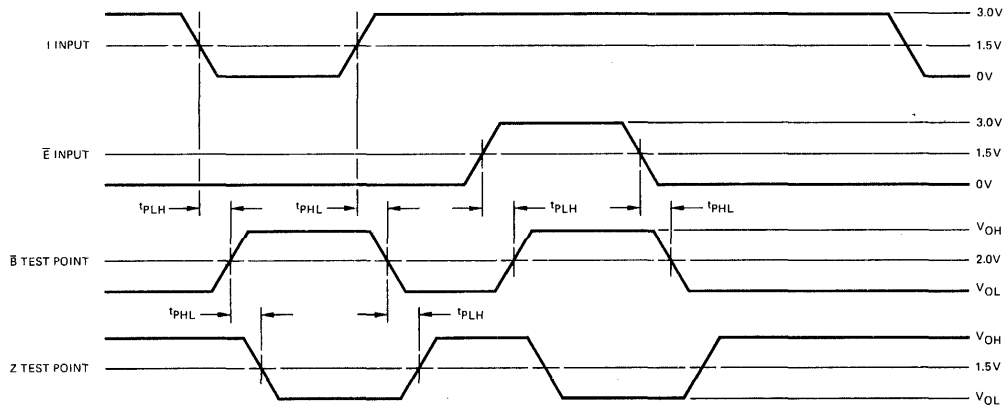 3.0V
I INPUT
1.5V
0V
3.0V
E̅ INPUT
1.5V
0V
tPLH
tPHL
tPLH
tPHL
VOH
B̅ TEST POINT
2.0V
VOL
tPHL
tPLH
VOH
Z TEST POINT
1.5V
VOL